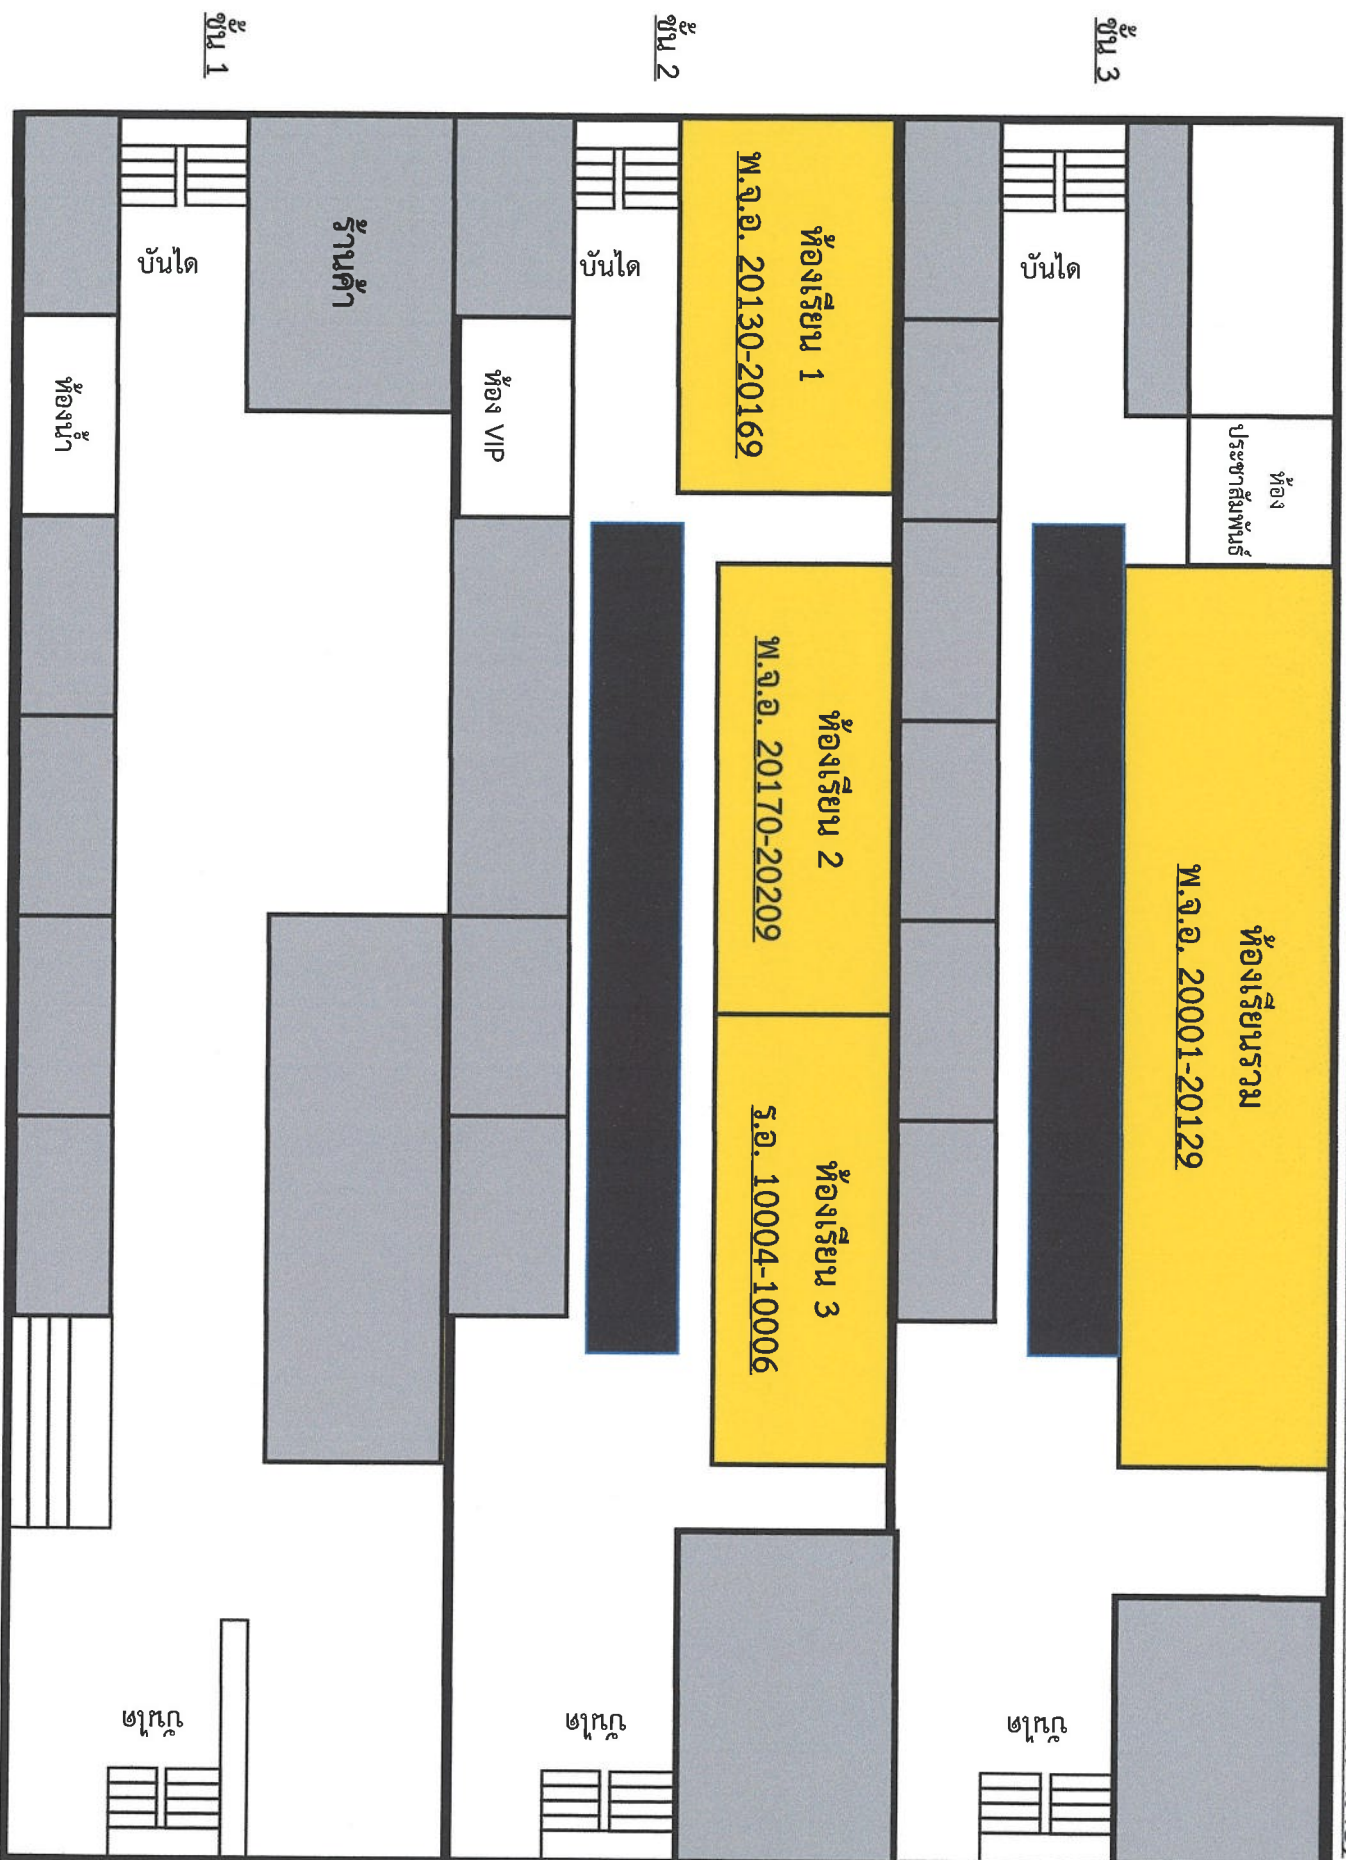 ชั้น 3
ห้อง
ประชาสัมพันธ์
ห้องเรียนรวม
พ.จ.อ. 20001-20129
บันได
บันได
ชั้น 2
ห้องเรียน 1
พ.จ.อ. 20130-20169
ห้องเรียน 2
พ.จ.อ. 20170-20209
ห้องเรียน 3
ร.อ. 10004-10006
บันได
บันได
ห้อง VIP
ชั้น 1
ร้านค้า
บันได
บันได
ห้องน้ำ